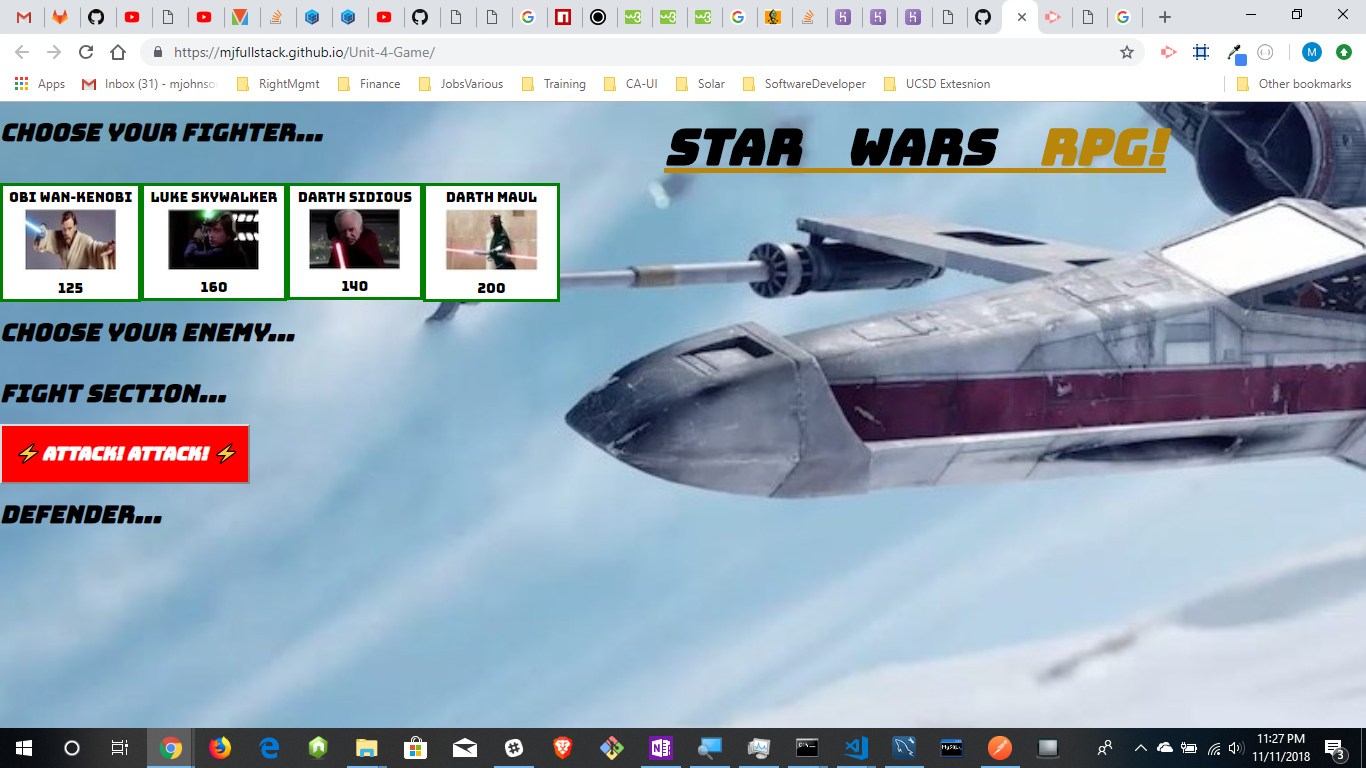 https://mjfullstack.github.io/Unit-4-Game/
M
Apps
Inbox (31) - mjohnso
RightMgmt
Finance
JobsVarious
Training
CA-UI
Solar
SoftwareDeveloper
UCSD Extesnion
Other bookmarks
CHOOSE YOUR FIGHTER...
STAR WARS RPG!
OBI WAN-KENOBI
125
LUKE SKYWALKER
160
DARTH SIDIOUS
140
DARTH MAUL
200
CHOOSE YOUR ENEMY...
FIGHT SECTION...
⚡ ATTACK! ATTACK! ⚡
DEFENDER...
11:27 PM
11/11/2018
3